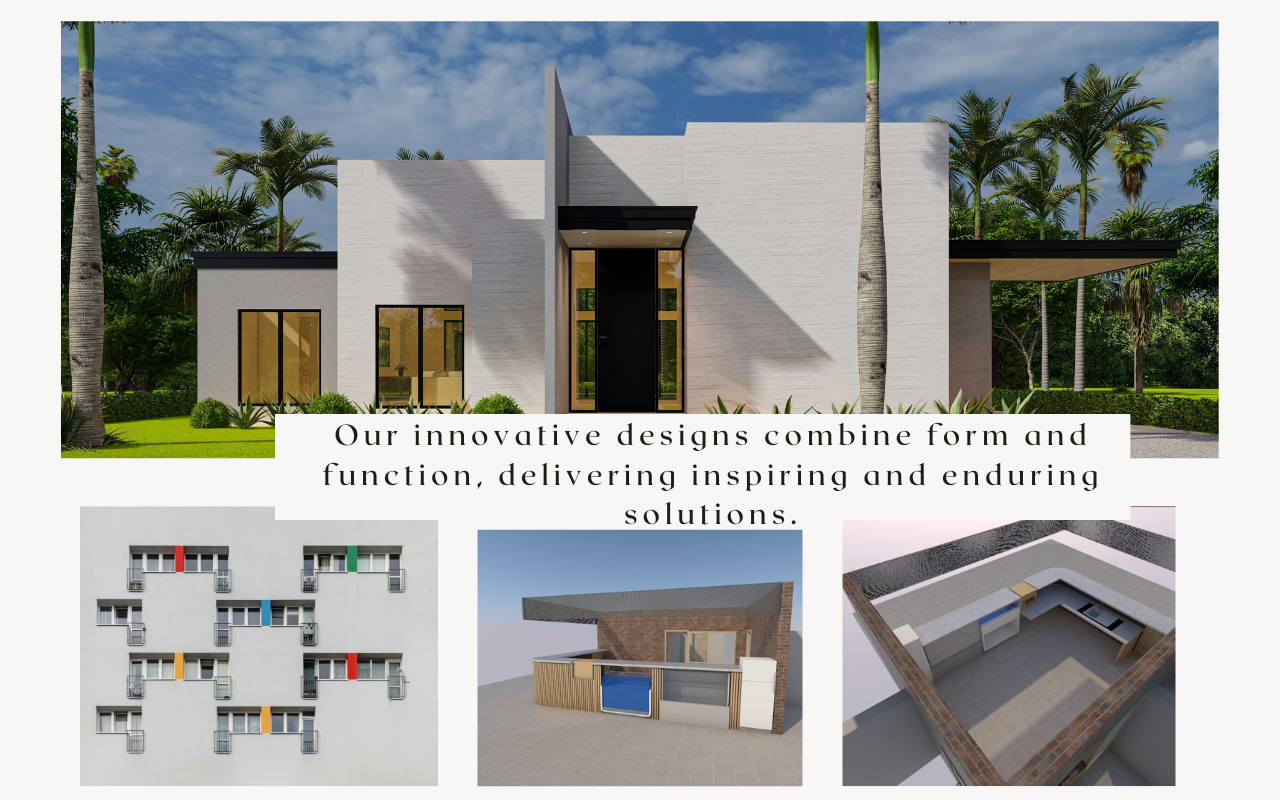 Our innovative designs combine form and
function, delivering inspiring and enduring
solutions.